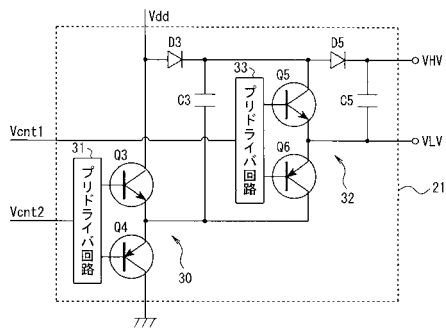 Vdd
D3
D5
VHV
33
Q5
C3
C5
プリドライバ回路
Vcnt1
VLV
31
Q6
Q3
プリドライバ回路
32
21
Vcnt2
Q4
30